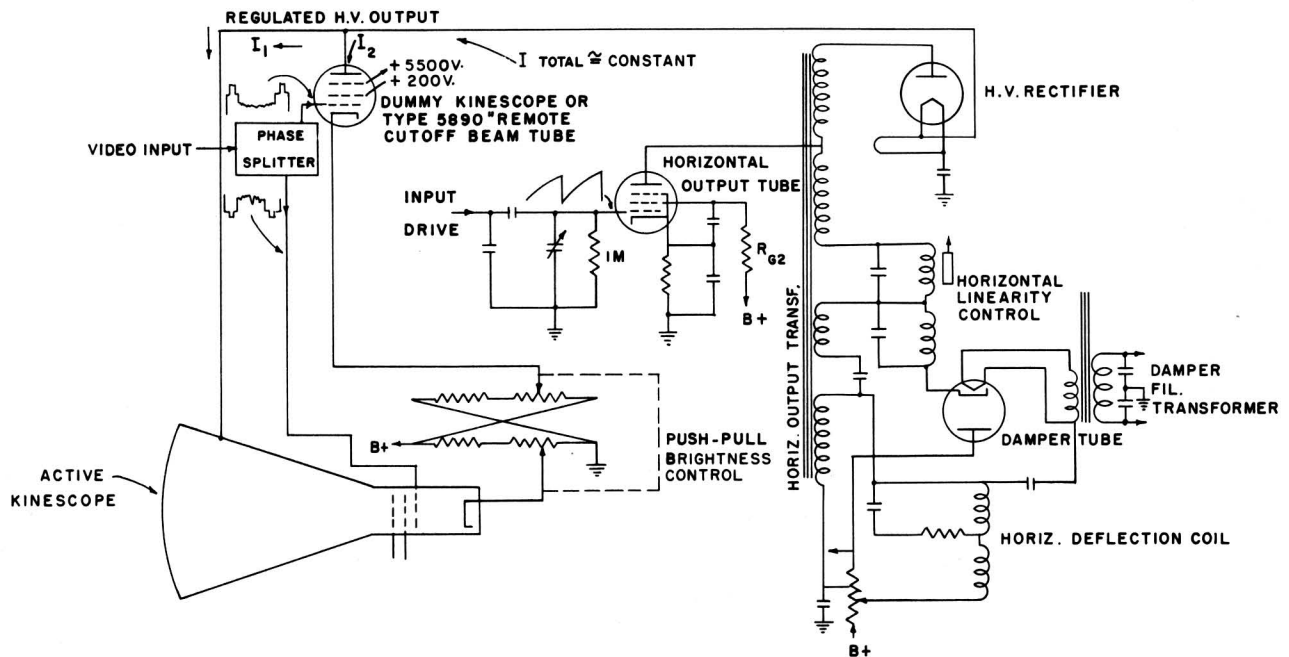 REGULATED H.V. OUTPUT
I₁
I₂
I TOTAL ≅ CONSTANT
+ 5500V.
+ 200V.
DUMMY KINESCOPE OR
TYPE 5890 "REMOTE
CUTOFF BEAM TUBE
H.V. RECTIFIER
VIDEO INPUT
PHASE
SPLITTER
HORIZONTAL
OUTPUT TUBE
INPUT
DRIVE
1M
R G2
B+
HORIZONTAL
LINEARITY
CONTROL
HORIZ. OUTPUT TRANSF.
DAMPER
FIL.
TRANSFORMER
DAMPER TUBE
B+
PUSH-PULL
BRIGHTNESS
CONTROL
ACTIVE
KINESCOPE
HORIZ. DEFLECTION COIL
B+